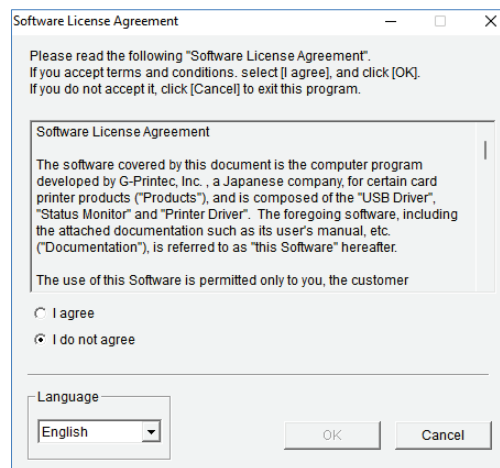 Software License Agreement
Please read the following "Software License Agreement".
If you accept terms and conditions. select [I agree], and click [OK].
If you do not accept it, click [Cancel] to exit this program.
Software License Agreement
The software covered by this document is the computer program
developed by G-Printec, Inc. , a Japanese company, for certain card
printer products ("Products"), and is composed of the "USB Driver",
"Status Monitor" and "Printer Driver".  The foregoing software, including
the attached documentation such as its user's manual, etc.
("Documentation"), is referred to as "this Software" hereafter.
The use of this Software is permitted only to you, the customer
I agree
I do not agree
Language
English
OK
Cancel